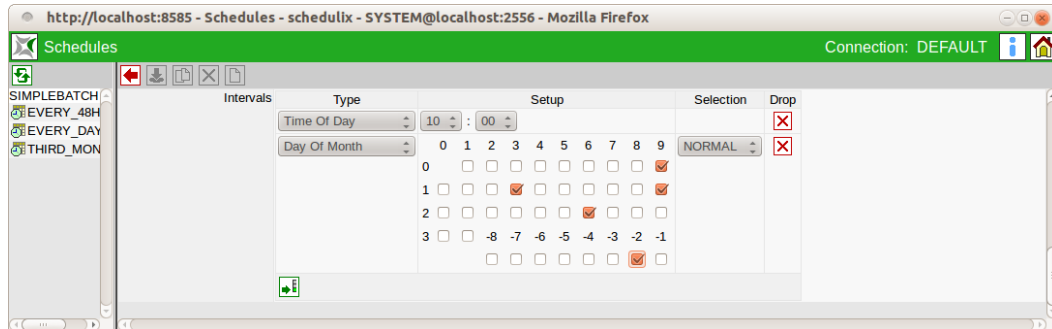 http://localhost:8585 - Schedules - schedulix - SYSTEM@localhost:2556 - Mozilla Firefox
Schedules
Connection: DEFAULT
SIMPLEBATCH
EVERY_48H
EVERY_DAY
THIRD_MON
Intervals Type Setup Selection Drop
Time Of Day 10 : 00
Day Of Month 0 1 2 3 4 5 6 7 8 9 NORMAL
0
1
2
3 -8 -7 -6 -5 -4 -3 -2 -1